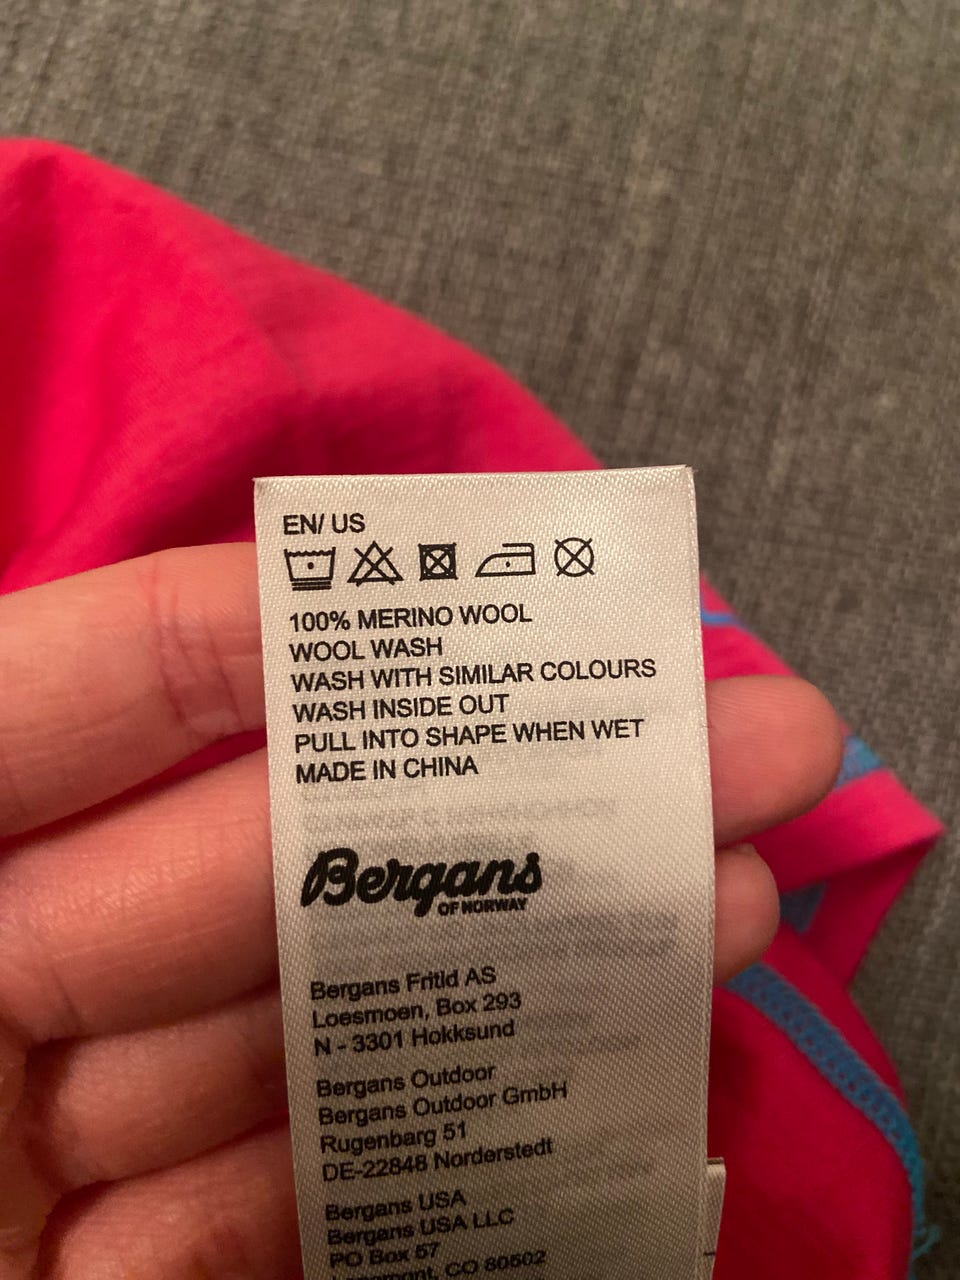 EN/ US
100% MERINO WOOL
WOOL WASH
WASH WITH SIMILAR COLOURS
WASH INSIDE OUT
PULL INTO SHAPE WHEN WET
MADE IN CHINA
Bergans
OF NORWAY
Bergans Fritid AS
Loesmoen, Box 293
N - 3301 Hokksund
Bergans Outdoor
Bergans Outdoor GmbH
Rugenbarg 51
DE-22848 Norderstedt
Bergans USA
Bergans USA LLC
PO Box 57
CO 80502